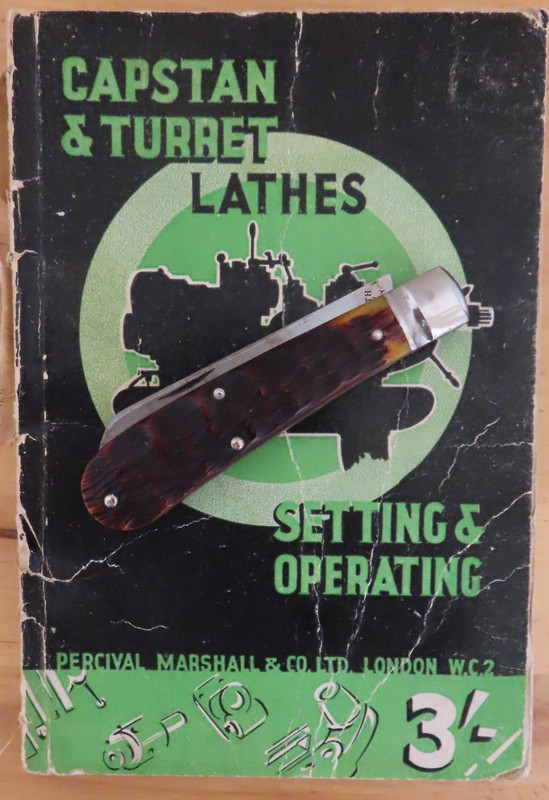 CAPSTAN
& TURRET
LATHES
SETTING &
OPERATING
PERCIVAL MARSHALL & CO. LTD. LONDON W.C.2
3/-